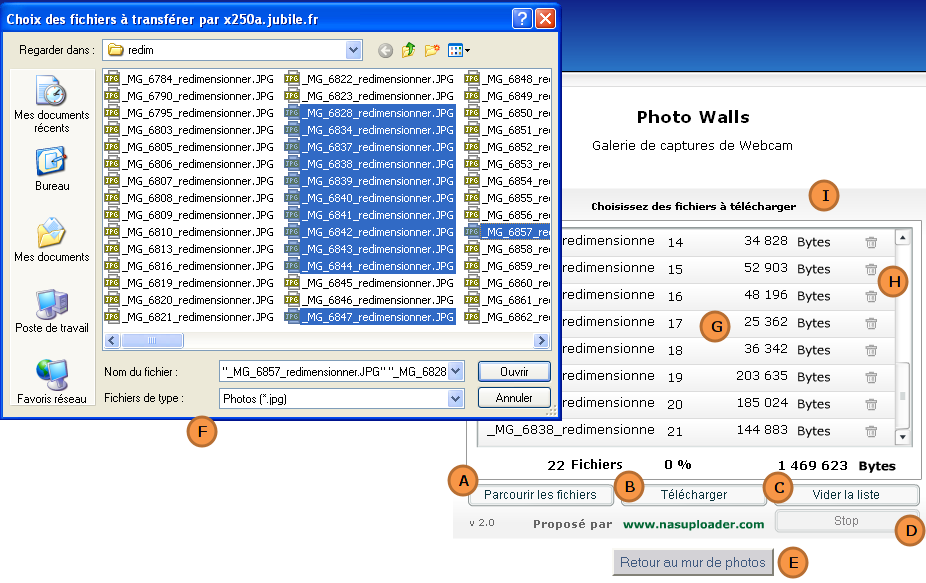 Choix des fichiers à transférer par x250a.jubile.fr
Regarder dans :
redim
Mes documents récents
Bureau
Mes documents
Poste de travail
Favoris réseau
_MG_6784_redimensionner.JPG
_MG_6790_redimensionner.JPG
_MG_6795_redimensionner.JPG
_MG_6803_redimensionner.JPG
_MG_6805_redimensionner.JPG
_MG_6806_redimensionner.JPG
_MG_6807_redimensionner.JPG
_MG_6808_redimensionner.JPG
_MG_6809_redimensionner.JPG
_MG_6810_redimensionner.JPG
_MG_6813_redimensionner.JPG
_MG_6816_redimensionner.JPG
_MG_6819_redimensionner.JPG
_MG_6820_redimensionner.JPG
_MG_6821_redimensionner.JPG
_MG_6822_redimensionner.JPG
_MG_6823_redimensionner.JPG
_MG_6828_redimensionner.JPG
_MG_6834_redimensionner.JPG
_MG_6837_redimensionner.JPG
_MG_6838_redimensionner.JPG
_MG_6839_redimensionner.JPG
_MG_6840_redimensionner.JPG
_MG_6841_redimensionner.JPG
_MG_6842_redimensionner.JPG
_MG_6843_redimensionner.JPG
_MG_6844_redimensionner.JPG
_MG_6845_redimensionner.JPG
_MG_6846_redimensionner.JPG
_MG_6847_redimensionner.JPG
_MG_6848_re
_MG_6849_re
_MG_6850_re
_MG_6851_re
_MG_6852_re
_MG_6853_re
_MG_6854_re
_MG_6855_re
_MG_6856_re
_MG_6857_re
_MG_6858_re
_MG_6859_re
_MG_6860_re
_MG_6861_re
_MG_6862_re
Nom du fichier :
"_MG_6857_redimensionner.JPG" "_MG_6828
Ouvrir
Fichiers de type :
Photos (*.jpg)
Annuler
F
Photo Walls
Galerie de captures de Webcam
Choisissez des fichiers à télécharger
I
redimensionne 14 34 828 Bytes
redimensionne 15 52 903 Bytes
H
redimensionne 16 48 196 Bytes
redimensionne 17 25 362 Bytes
G
redimensionne 18 36 342 Bytes
redimensionne 19 203 635 Bytes
redimensionne 20 185 024 Bytes
_MG_6838_redimensionne 21 144 883 Bytes
22 Fichiers 0 % 1 469 623 Bytes
A Parcourir les fichiers B Télécharger C Vider la liste
v 2.0 Proposé par www.nasuploader.com Stop D
Retour au mur de photos E